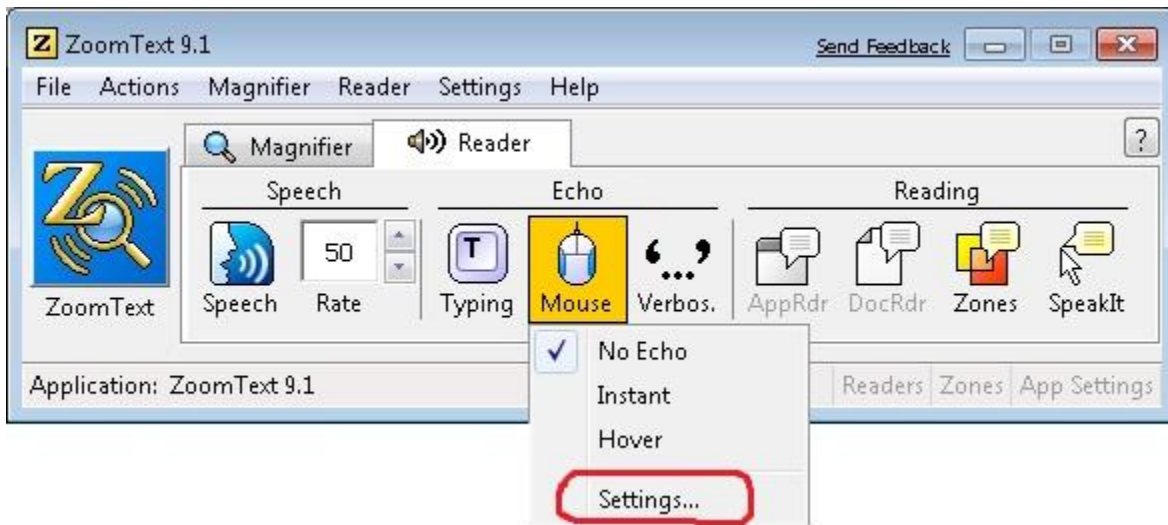 Z ZoomText 9.1 Send Feedback
File Actions Magnifier Reader Settings Help
Magnifier Reader ?
Speech Echo Reading
50 T
ZoomText Speech Rate Typing Mouse Verbos. AppRdr DocRdr Zones SpeakIt
Application: ZoomText 9.1 Readers Zones App Settings
No Echo
Instant
Hover
Settings...